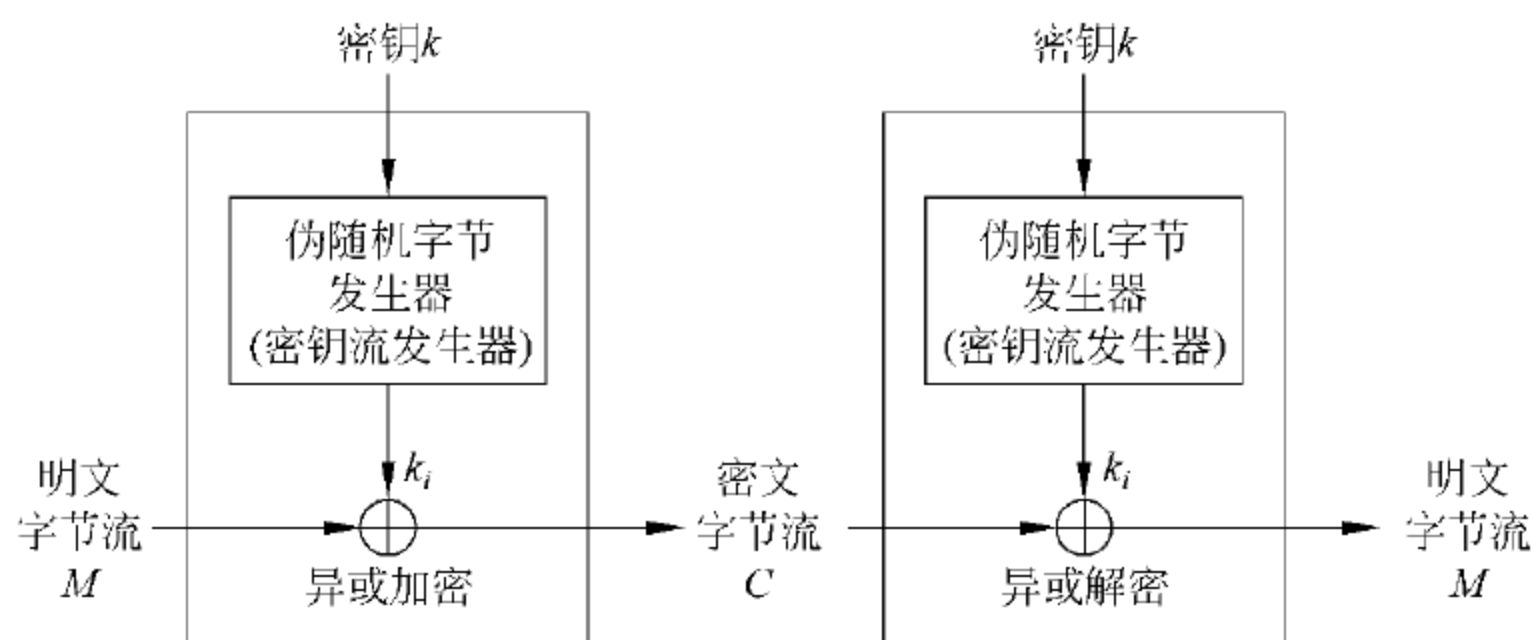 密钥k
密钥k
伪随机字节
发生器
(密钥流发生器)
伪随机字节
发生器
(密钥流发生器)
ki
ki
明文
字节流
M
异或加密
密文
字节流
C
异或解密
明文
字节流
M